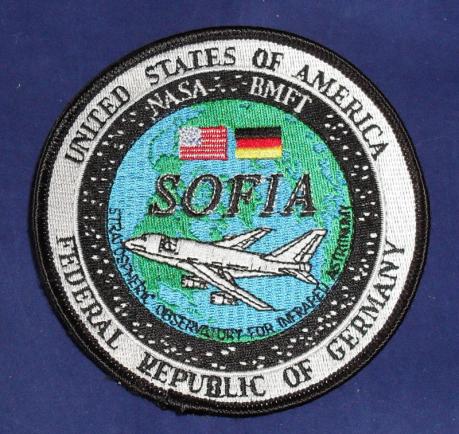 UNITED STATES OF AMERICA
NASA BMFT
SOFIA
STRATOSPHERIC OBSERVATORY FOR INFRARED ASTRONOMY
FEDERAL REPUBLIC OF GERMANY